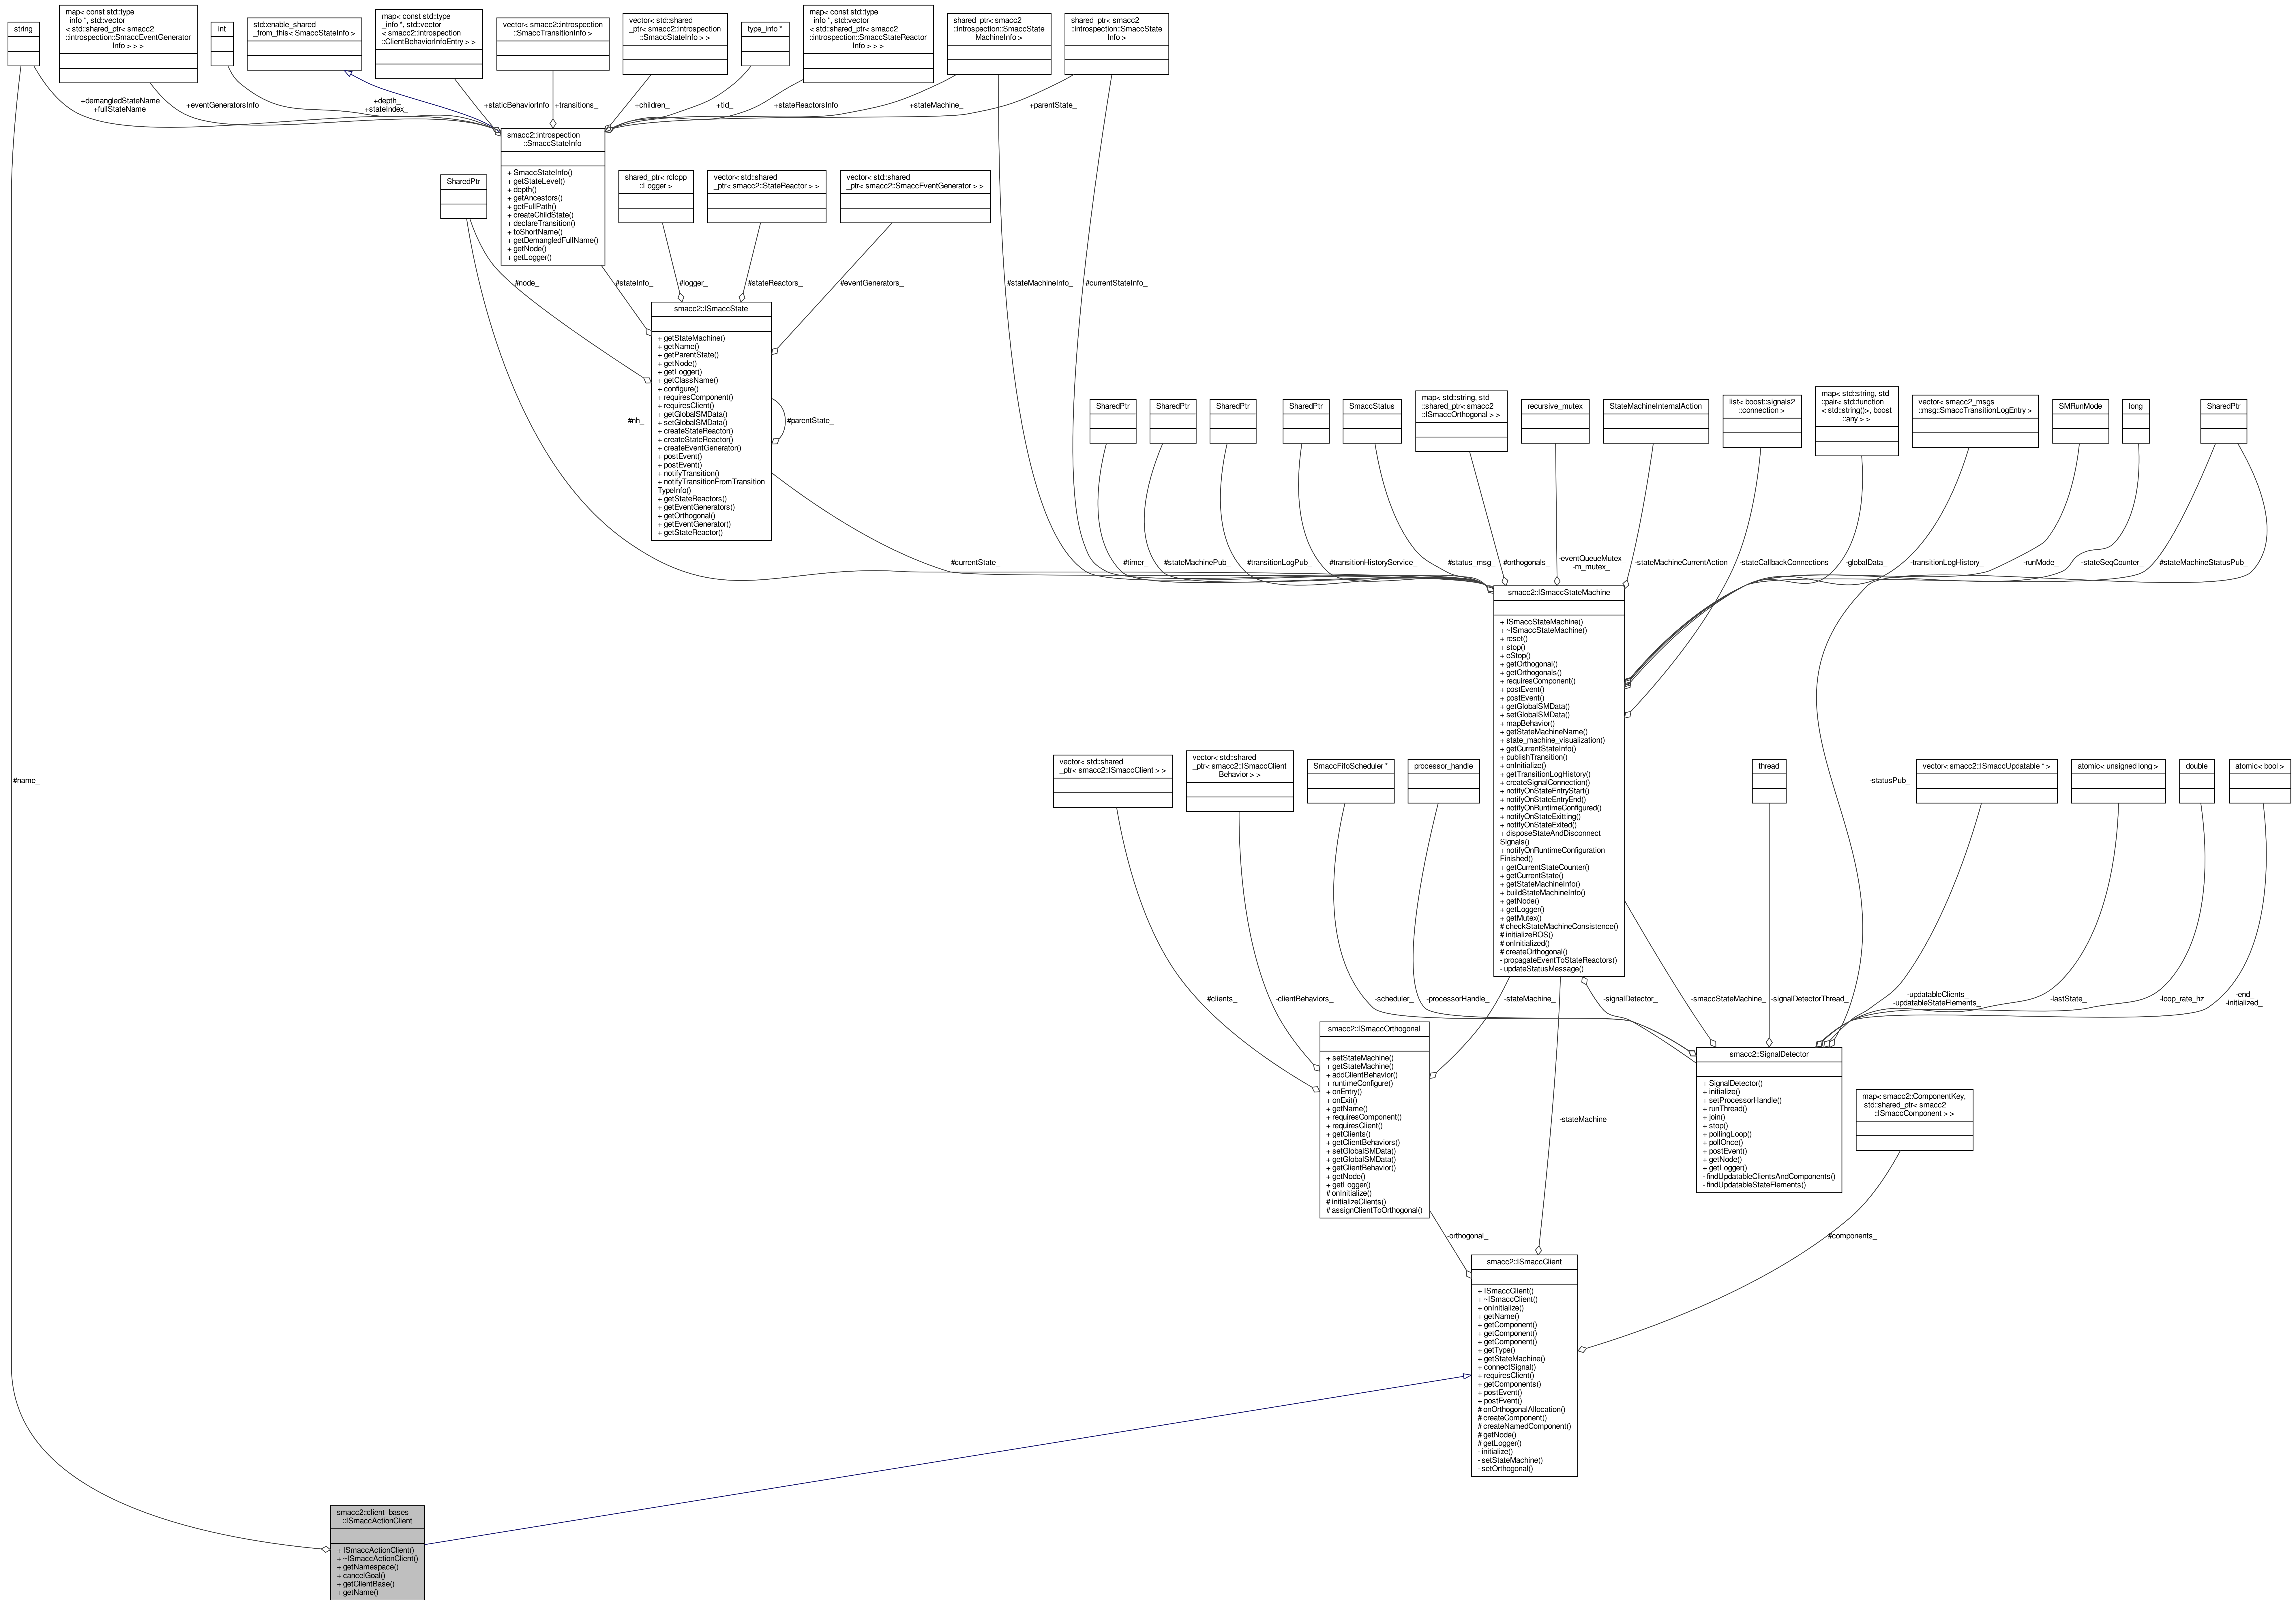 string
map< const std::type
_info *, std::vector
< std::shared_ptr< smacc2
::introspection::SmaccEventGenerator
Info > > >
int
std::enable_shared
_from_this< SmaccStateInfo >
map< const std::type
_info *, std::vector
< smacc2::introspection
::ClientBehaviorInfoEntry > >
vector< smacc2::introspection
::SmaccTransitionInfo >
vector< std::shared
_ptr< smacc2::introspection
::SmaccStateInfo > >
type_info *
map< const std::type
_info *, std::vector
< std::shared_ptr< smacc2
::introspection::SmaccStateReactor
Info > > >
shared_ptr< smacc2
::introspection::SmaccState
MachineInfo >
shared_ptr< smacc2
::introspection::SmaccState
Info >
+demangledStateName
+fullStateName
+eventGeneratorsInfo
+depth_
+stateIndex_
+staticBehaviorInfo
+transitions_
+children_
+tid_
+stateReactorsInfo
+stateMachine_
+parentState_
smacc2::introspection
::SmaccStateInfo
+ SmaccStateInfo()
+ getStateLevel()
+ depth()
+ getAncestors()
+ getFullPath()
+ createChildState()
+ declareTransition()
+ toShortName()
+ getDemangledFullName()
+ getNode()
+ getLogger()
SharedPtr
shared_ptr< rclcpp
::Logger >
vector< std::shared
_ptr< smacc2::StateReactor > >
vector< std::shared
_ptr< smacc2::SmaccEventGenerator > >
#node_
#stateInfo_
#logger_
#stateReactors_
#eventGenerators_
#stateMachineInfo_
#currentStateInfo_
smacc2::ISmaccState
+ getStateMachine()
+ getName()
+ getParentState()
+ getNode()
+ getLogger()
+ getClassName()
+ configure()
+ requiresComponent()
+ requiresClient()
+ getGlobalSMData()
+ setGlobalSMData()
+ createStateReactor()
+ createStateReactor()
+ createEventGenerator()
+ postEvent()
+ postEvent()
+ notifyTransition()
+ notifyTransitionFromTransition
TypeInfo()
+ getStateReactors()
+ getEventGenerators()
+ getOrthogonal()
+ getEventGenerator()
+ getStateReactor()
#nh_
#parentState_
SharedPtr
SharedPtr
SharedPtr
SharedPtr
SmaccStatus
map< std::string, std
::shared_ptr< smacc2
::ISmaccOrthogonal > >
recursive_mutex
StateMachineInternalAction
list< boost::signals2
::connection >
map< std::string, std
::pair< std::function
< std::string()>, boost
::any > >
vector< smacc2_msgs
::msg::SmaccTransitionLogEntry >
SMRunMode
long
SharedPtr
#currentState_
#timer_
#stateMachinePub_
#transitionLogPub_
#transitionHistoryService_
#status_msg_
#orthogonals_
-eventQueueMutex_
-m_mutex_
-stateMachineCurrentAction
-stateCallbackConnections
-globalData_
-transitionLogHistory_
-runMode_
-stateSeqCounter_
#stateMachineStatusPub_
smacc2::ISmaccStateMachine
+ ISmaccStateMachine()
+ ~ISmaccStateMachine()
+ reset()
+ stop()
+ eStop()
+ getOrthogonal()
+ getOrthogonals()
+ requiresComponent()
+ postEvent()
+ postEvent()
+ getGlobalSMData()
+ setGlobalSMData()
+ mapBehavior()
+ getStateMachineName()
+ state_machine_visualization()
+ getCurrentStateInfo()
+ publishTransition()
+ onInitialize()
+ getTransitionLogHistory()
+ createSignalConnection()
+ notifyOnStateEntryStart()
+ notifyOnStateEntryEnd()
+ notifyOnRuntimeConfigured()
+ notifyOnStateExitting()
+ notifyOnStateExited()
+ disposeStateAndDisconnect
Signals()
+ notifyOnRuntimeConfiguration
Finished()
+ getCurrentStateCounter()
+ getCurrentState()
+ getStateMachineInfo()
+ buildStateMachineInfo()
+ getNode()
+ getLogger()
+ getMutex()
# checkStateMachineConsistence()
# initializeROS()
# onInitialized()
# createOrthogonal()
- propagateEventToStateReactors()
- updateStatusMessage()
#name_
vector< std::shared
_ptr< smacc2::ISmaccClient > >
vector< std::shared
_ptr< smacc2::ISmaccClient
Behavior > >
SmaccFifoScheduler *
processor_handle
thread
-statusPub_
vector< smacc2::ISmaccUpdatable * >
atomic< unsigned long >
double
atomic< bool >
#clients_
-clientBehaviors_
-scheduler_
-processorHandle_
-stateMachine_
-signalDetector_
-smaccStateMachine_
-signalDetectorThread_
-updatableClients_
-updatableStateElements_
-lastState_
-loop_rate_hz
-end_
-initialized_
smacc2::ISmaccOrthogonal
+ setStateMachine()
+ getStateMachine()
+ addClientBehavior()
+ runtimeConfigure()
+ onEntry()
+ onExit()
+ getName()
+ requiresComponent()
+ requiresClient()
+ getClients()
+ getClientBehaviors()
+ setGlobalSMData()
+ getGlobalSMData()
+ getClientBehavior()
+ getNode()
+ getLogger()
# onInitialize()
# initializeClients()
# assignClientToOrthogonal()
smacc2::SignalDetector
+ SignalDetector()
+ initialize()
+ setProcessorHandle()
+ runThread()
+ join()
+ stop()
+ pollingLoop()
+ pollOnce()
+ postEvent()
+ getNode()
+ getLogger()
- findUpdatableClientsAndComponents()
- findUpdatableStateElements()
map< smacc2::ComponentKey,
std::shared_ptr< smacc2
::ISmaccComponent > >
-stateMachine_
-orthogonal_
#components_
smacc2::ISmaccClient
+ ISmaccClient()
+ ~ISmaccClient()
+ onInitialize()
+ getName()
+ getComponent()
+ getComponent()
+ getComponent()
+ getType()
+ getStateMachine()
+ connectSignal()
+ requiresClient()
+ getComponents()
+ postEvent()
+ postEvent()
# onOrthogonalAllocation()
# createComponent()
# createNamedComponent()
# getNode()
# getLogger()
- initialize()
- setStateMachine()
- setOrthogonal()
smacc2::client_bases
::ISmaccActionClient
+ ISmaccActionClient()
+ ~ISmaccActionClient()
+ getNamespace()
+ cancelGoal()
+ getClientBase()
+ getName()